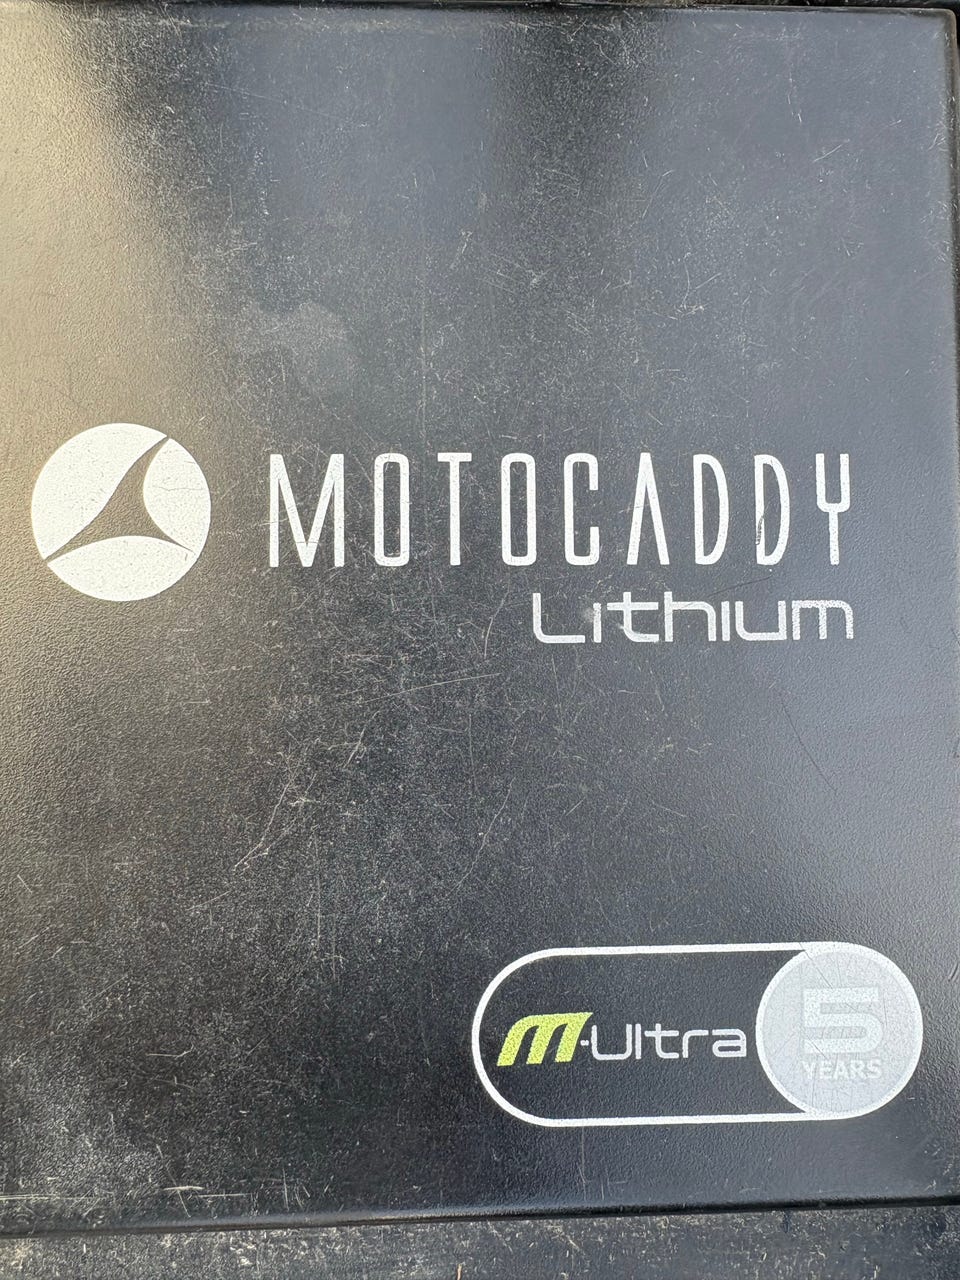 MOTOCADDY
Lithium
m-Ultra
5
YEARS